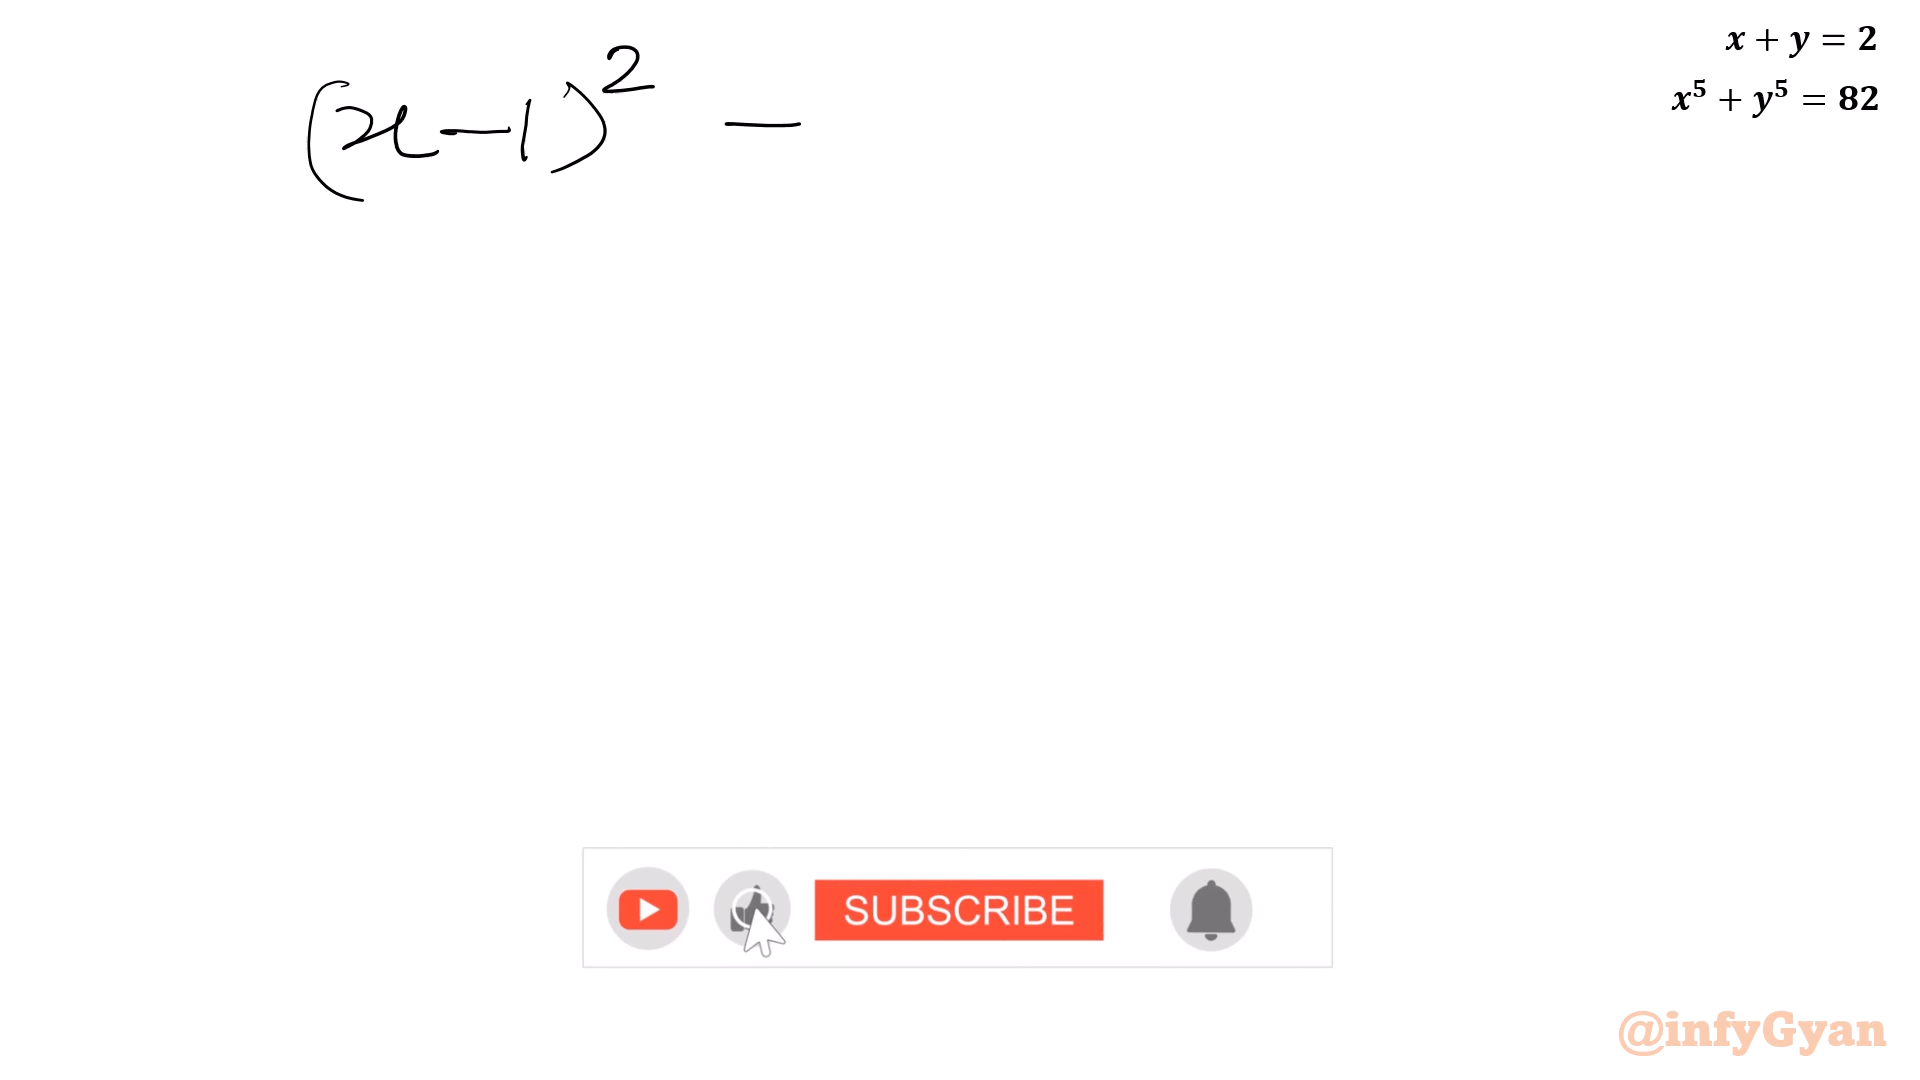 x + y = 2
x⁵ + y⁵ = 82
(x-1)² -
SUBSCRIBE
@infyGyan